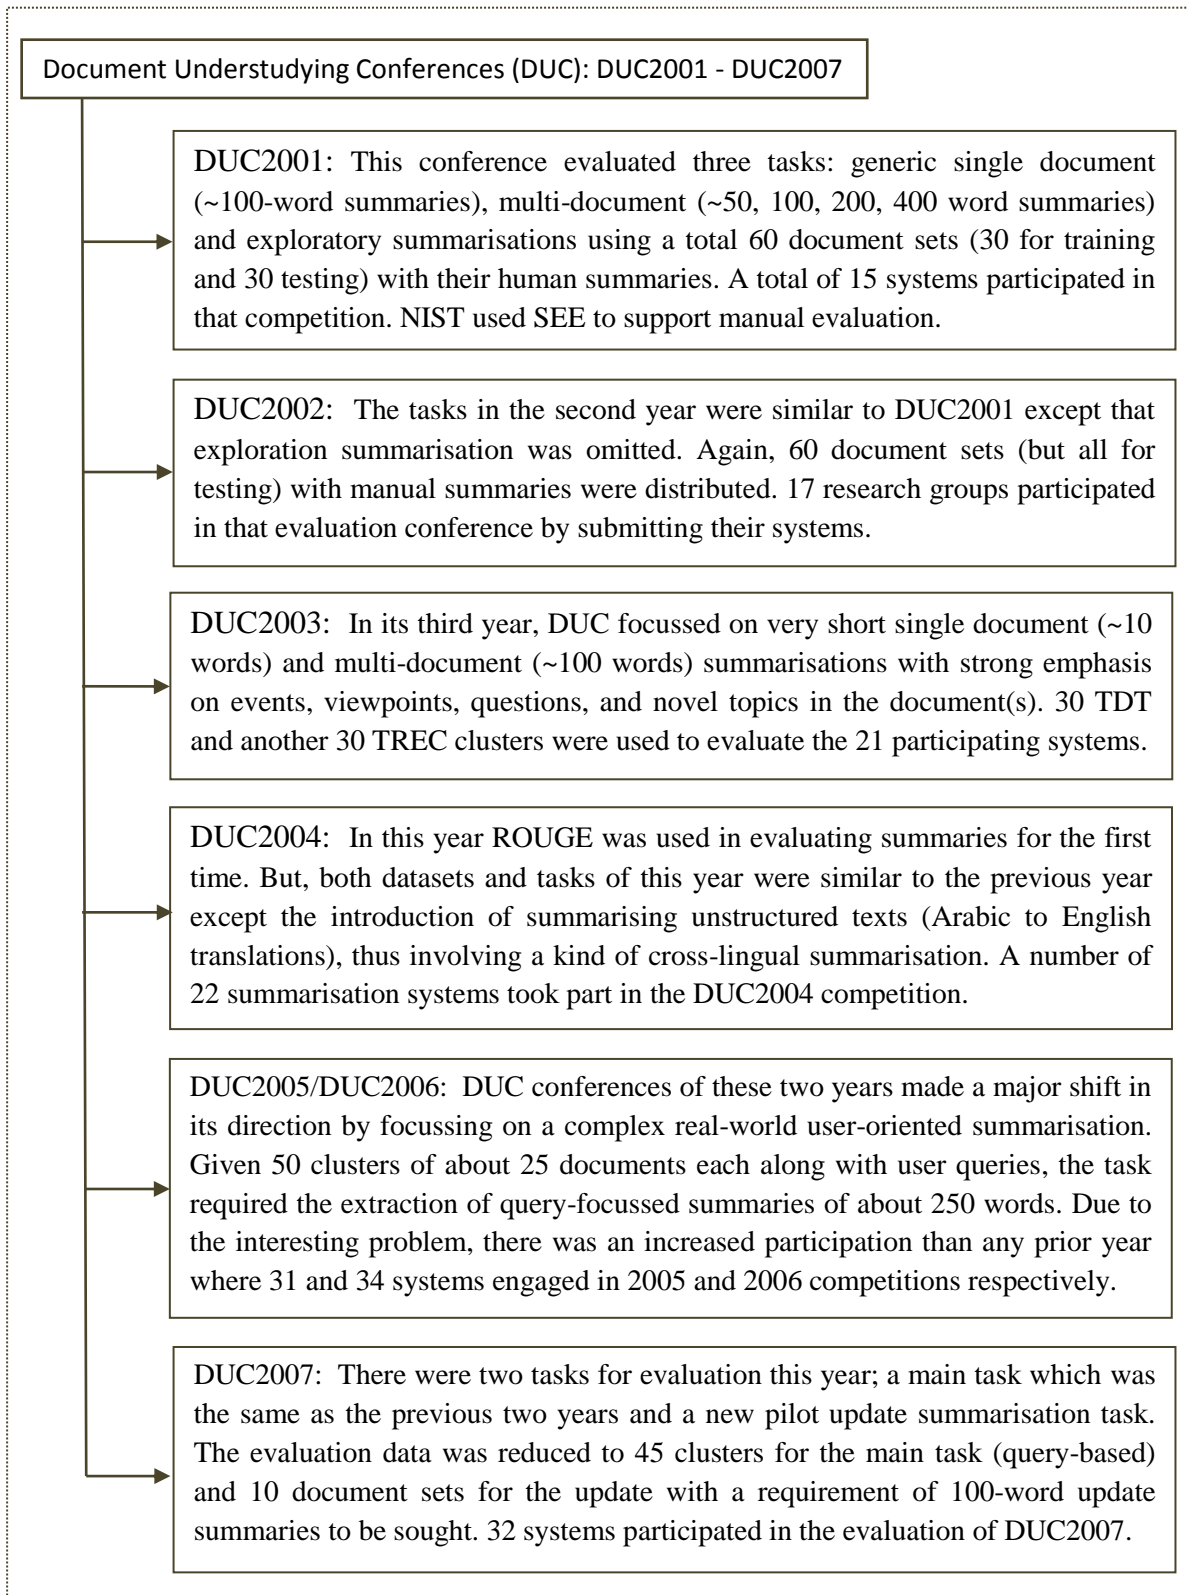 Document Understudying Conferences (DUC): DUC2001 - DUC2007
DUC2001: This conference evaluated three tasks: generic single document
(~100-word summaries), multi-document (~50, 100, 200, 400 word summaries)
and exploratory summarisations using a total 60 document sets (30 for training
and 30 testing) with their human summaries. A total of 15 systems participated in
that competition. NIST used SEE to support manual evaluation.
DUC2002: The tasks in the second year were similar to DUC2001 except that
exploration summarisation was omitted. Again, 60 document sets (but all for
testing) with manual summaries were distributed. 17 research groups participated
in that evaluation conference by submitting their systems.
DUC2003: In its third year, DUC focussed on very short single document (~10
words) and multi-document (~100 words) summarisations with strong emphasis
on events, viewpoints, questions, and novel topics in the document(s). 30 TDT
and another 30 TREC clusters were used to evaluate the 21 participating systems.
DUC2004: In this year ROUGE was used in evaluating summaries for the first
time. But, both datasets and tasks of this year were similar to the previous year
except the introduction of summarising unstructured texts (Arabic to English
translations), thus involving a kind of cross-lingual summarisation. A number of
22 summarisation systems took part in the DUC2004 competition.
DUC2005/DUC2006: DUC conferences of these two years made a major shift in
its direction by focussing on a complex real-world user-oriented summarisation.
Given 50 clusters of about 25 documents each along with user queries, the task
required the extraction of query-focussed summaries of about 250 words. Due to
the interesting problem, there was an increased participation than any prior year
where 31 and 34 systems engaged in 2005 and 2006 competitions respectively.
DUC2007: There were two tasks for evaluation this year; a main task which was
the same as the previous two years and a new pilot update summarisation task.
The evaluation data was reduced to 45 clusters for the main task (query-based)
and 10 document sets for the update with a requirement of 100-word update
summaries to be sought. 32 systems participated in the evaluation of DUC2007.